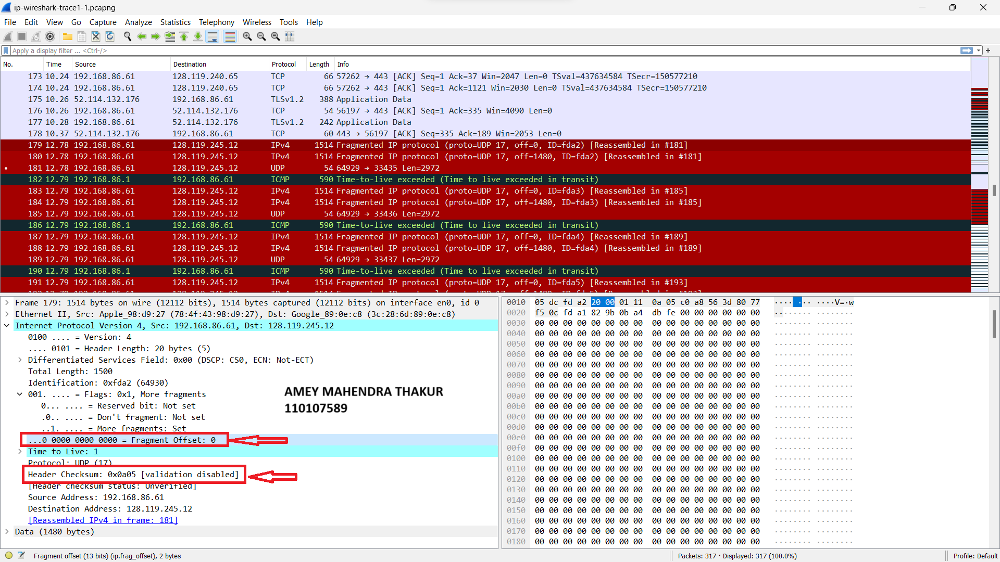 ip-wireshark-trace1-1.pcapng
File Edit View Go Capture Analyze Statistics Telephony Wireless Tools Help
Apply a display filter ... <Ctrl-/>
No. Time Source Destination Protocol Length Info
173 10.24 192.168.86.61 128.119.240.65 TCP 66 57262 → 443 [ACK] Seq=1 Ack=37 Win=2047 Len=0 TSval=437634584 TSecr=150577210
174 10.24 192.168.86.61 128.119.240.65 TCP 66 57262 → 443 [ACK] Seq=1 Ack=1121 Win=2030 Len=0 TSval=437634584 TSecr=150577210
175 10.26 52.114.132.176 192.168.86.61 TLSv1.2 388 Application Data
176 10.26 192.168.86.61 52.114.132.176 TCP 54 56197 → 443 [ACK] Seq=1 Ack=335 Win=4090 Len=0
177 10.28 192.168.86.61 52.114.132.176 TLSv1.2 242 Application Data
178 10.37 52.114.132.176 192.168.86.61 TCP 60 443 → 56197 [ACK] Seq=335 Ack=189 Win=2053 Len=0
179 12.78 192.168.86.61 128.119.245.12 IPv4 1514 Fragmented IP protocol (proto=UDP 17, off=0, ID=fda2) [Reassembled in #181]
180 12.78 192.168.86.61 128.119.245.12 IPv4 1514 Fragmented IP protocol (proto=UDP 17, off=1480, ID=fda2) [Reassembled in #181]
181 12.78 192.168.86.61 128.119.245.12 UDP 54 64929 → 33435 Len=2972
182 12.79 192.168.86.1 192.168.86.61 ICMP 590 Time-to-live exceeded (Time to live exceeded in transit)
183 12.79 192.168.86.61 128.119.245.12 IPv4 1514 Fragmented IP protocol (proto=UDP 17, off=0, ID=fda3) [Reassembled in #185]
184 12.79 192.168.86.61 128.119.245.12 IPv4 1514 Fragmented IP protocol (proto=UDP 17, off=1480, ID=fda3) [Reassembled in #185]
185 12.79 192.168.86.61 128.119.245.12 UDP 54 64929 → 33436 Len=2972
186 12.79 192.168.86.1 192.168.86.61 ICMP 590 Time-to-live exceeded (Time to live exceeded in transit)
187 12.79 192.168.86.61 128.119.245.12 IPv4 1514 Fragmented IP protocol (proto=UDP 17, off=0, ID=fda4) [Reassembled in #189]
188 12.79 192.168.86.61 128.119.245.12 IPv4 1514 Fragmented IP protocol (proto=UDP 17, off=1480, ID=fda4) [Reassembled in #189]
189 12.79 192.168.86.61 128.119.245.12 UDP 54 64929 → 33437 Len=2972
190 12.79 192.168.86.1 192.168.86.61 ICMP 590 Time-to-live exceeded (Time to live exceeded in transit)
191 12.79 192.168.86.61 128.119.245.12 IPv4 1514 Fragmented IP protocol (proto=UDP 17, off=0, ID=fda5) [Reassembled in #193]
Frame 179: 1514 bytes on wire (12112 bits), 1514 bytes captured (12112 bits) on interface en0, id 0
Ethernet II, Src: Apple_98:d9:27 (78:4f:43:98:d9:27), Dst: Google_89:0e:c8 (3c:28:6d:89:0e:c8)
Internet Protocol Version 4, Src: 192.168.86.61, Dst: 128.119.245.12
0100 .... = Version: 4
.... 0101 = Header Length: 20 bytes (5)
Differentiated Services Field: 0x00 (DSCP: CS0, ECN: Not-ECT)
Total Length: 1500
Identification: 0xfda2 (64930)
001. .... = Flags: 0x1, More fragments
0... .... = Reserved bit: Not set
.0.. .... = Don't fragment: Not set
..1. .... = More fragments: Set
...0 0000 0000 0000 = Fragment Offset: 0
Time to Live: 1
Protocol: UDP (17)
Header Checksum: 0x0a05 [validation disabled]
[Header checksum status: Unverified]
Source Address: 192.168.86.61
Destination Address: 128.119.245.12
[Reassembled IPv4 in frame: 181]
Data (1480 bytes)
AMEY MAHENDRA THAKUR
110107589
0010 05 dc fd a2 20 00 01 11 0a 05 c0 a8 56 3d 80 77 ···· ·· ····V=·w
0020 f5 0c fd a1 82 9b 0b a4 db fe 00 00 00 00 00 00 ········ ········
0030 00 00 00 00 00 00 00 00 00 00 00 00 00 00 00 00 ········ ········
0040 00 00 00 00 00 00 00 00 00 00 00 00 00 00 00 00 ········ ········
0050 00 00 00 00 00 00 00 00 00 00 00 00 00 00 00 00 ········ ········
0060 00 00 00 00 00 00 00 00 00 00 00 00 00 00 00 00 ········ ········
0070 00 00 00 00 00 00 00 00 00 00 00 00 00 00 00 00 ········ ········
0080 00 00 00 00 00 00 00 00 00 00 00 00 00 00 00 00 ········ ········
0090 00 00 00 00 00 00 00 00 00 00 00 00 00 00 00 00 ········ ········
00a0 00 00 00 00 00 00 00 00 00 00 00 00 00 00 00 00 ········ ········
00b0 00 00 00 00 00 00 00 00 00 00 00 00 00 00 00 00 ········ ········
00c0 00 00 00 00 00 00 00 00 00 00 00 00 00 00 00 00 ········ ········
00d0 00 00 00 00 00 00 00 00 00 00 00 00 00 00 00 00 ········ ········
00e0 00 00 00 00 00 00 00 00 00 00 00 00 00 00 00 00 ········ ········
00f0 00 00 00 00 00 00 00 00 00 00 00 00 00 00 00 00 ········ ········
0100 00 00 00 00 00 00 00 00 00 00 00 00 00 00 00 00 ········ ········
0110 00 00 00 00 00 00 00 00 00 00 00 00 00 00 00 00 ········ ········
0120 00 00 00 00 00 00 00 00 00 00 00 00 00 00 00 00 ········ ········
0130 00 00 00 00 00 00 00 00 00 00 00 00 00 00 00 00 ········ ········
0140 00 00 00 00 00 00 00 00 00 00 00 00 00 00 00 00 ········ ········
0150 00 00 00 00 00 00 00 00 00 00 00 00 00 00 00 00 ········ ········
0160 00 00 00 00 00 00 00 00 00 00 00 00 00 00 00 00 ········ ········
0170 00 00 00 00 00 00 00 00 00 00 00 00 00 00 00 00 ········ ········
0180 00 00 00 00 00 00 00 00 00 00 00 00 00 00 00 00 ········ ········
Fragment offset (13 bits) (ip.frag_offset), 2 bytes
Packets: 317 · Displayed: 317 (100.0%)
Profile: Default